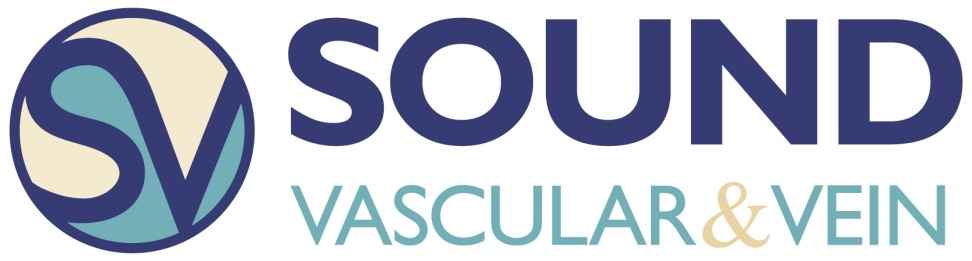 SV
SOUND
VASCULAR & VEIN